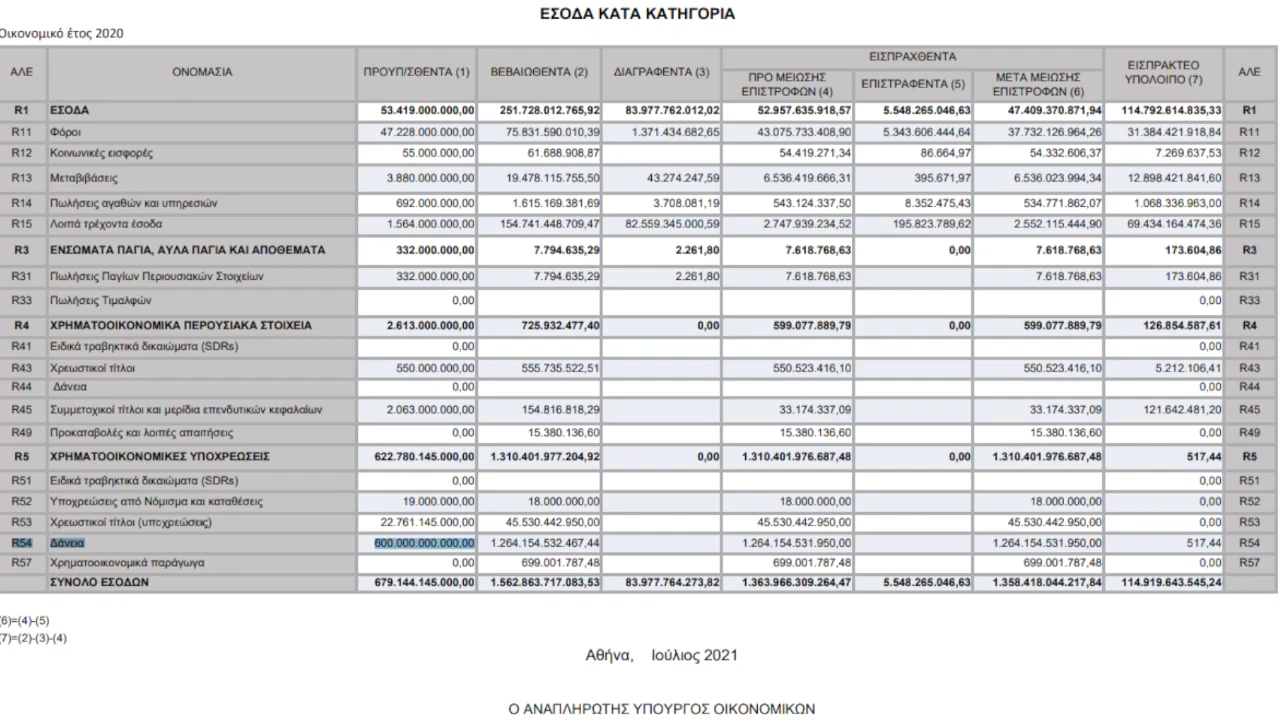 ΕΣΟΔΑ ΚΑΤΑ ΚΑΤΗΓΟΡΙΑ
Οικονομικό έτος 2020
ΑΛΕ ΟΝΟΜΑΣΙΑ ΠΡΟΥΠ/ΣΘΕΝΤΑ (1) ΒΕΒΑΙΩΘΕΝΤΑ (2) ΔΙΑΓΡΑΦΕΝΤΑ (3) ΕΙΣΠΡΑΧΘΕΝΤΑ ΕΙΣΠΡΑΚΤΕΟ ΥΠΟΛΟΙΠΟ (7) ΑΛΕ
ΠΡΟ ΜΕΙΩΣΗΣ ΕΠΙΣΤΡΟΦΩΝ (4) ΕΠΙΣΤΡΑΦΕΝΤΑ (5) ΜΕΤΑ ΜΕΙΩΣΗΣ ΕΠΙΣΤΡΟΦΩΝ (6)
R1 ΕΣΟΔΑ 53.419.000.000,00 251.728.012.765,92 83.977.762.012,02 52.957.635.918,57 5.548.265.046,63 47.409.370.871,94 114.792.614.835,33 R1
R11 Φόροι 47.228.000.000,00 75.831.590.010,39 1.371.434.682,65 43.075.733.408,90 5.343.606.444,64 37.732.126.964,26 31.384.421.918,84 R11
R12 Κοινωνικές εισφορές 55.000.000,00 61.688.908,87 54.419.271,34 86.664,97 54.332.606,37 7.269.637,53 R12
R13 Μεταβιβάσεις 3.880.000.000,00 19.478.115.755,50 43.274.247,59 6.536.419.666,31 395.671,97 6.536.023.994,34 12.898.421.841,60 R13
R14 Πωλήσεις αγαθών και υπηρεσιών 692.000.000,00 1.615.169.381,69 3.708.081,19 543.124.337,50 8.352.475,43 534.771.862,07 1.068.336.963,00 R14
R15 Λοιπά τρέχοντα έσοδα 1.564.000.000,00 154.741.448.709,47 82.559.345.000,59 2.747.939.234,52 195.823.789,62 2.552.115.444,90 69.434.164.474,36 R15
R3 ΕΝΣΩΜΑΤΑ ΠΑΓΙΑ, ΑΥΛΑ ΠΑΓΙΑ ΚΑΙ ΑΠΟΘΕΜΑΤΑ 332.000.000,00 7.794.635,29 2.261,80 7.618.768,63 0,00 7.618.768,63 173.604,86 R3
R31 Πωλήσεις Παγίων Περιουσιακών Στοιχείων 332.000.000,00 7.794.635,29 2.261,80 7.618.768,63 7.618.768,63 173.604,86 R31
R33 Πωλήσεις Τιμαλφών 0,00 0,00 R33
R4 ΧΡΗΜΑΤΟΟΙΚΟΝΟΜΙΚΑ ΠΕΡΟΥΣΙΑΚΑ ΣΤΟΙΧΕΙΑ 2.613.000.000,00 725.932.477,40 0,00 599.077.889,79 0,00 599.077.889,79 126.854.587,61 R4
R41 Ειδικά τραβηκτικά δικαιώματα (SDRs) 0,00 0,00 R41
R43 Χρεωστικοί τίτλοι 550.000.000,00 555.735.522,51 550.523.416,10 550.523.416,10 5.212.106,41 R43
R44 Δάνεια 0,00 0,00 R44
R45 Συμμετοχικοί τίτλοι και μερίδια επενδυτικών κεφαλαίων 2.063.000.000,00 154.816.818,29 33.174.337,09 33.174.337,09 121.642.481,20 R45
R49 Προκαταβολές και λοιπές απαιτήσεις 0,00 15.380.136,60 15.380.136,60 15.380.136,60 0,00 R49
R5 ΧΡΗΜΑΤΟΟΙΚΟΝΟΜΙΚΕΣ ΥΠΟΧΡΕΩΣΕΙΣ 622.780.145.000,00 1.310.401.977.204,92 0,00 1.310.401.976.687,48 0,00 1.310.401.976.687,48 517,44 R5
R51 Ειδικά τραβηκτικά δικαιώματα (SDRs) 0,00 0,00 R51
R52 Υποχρεώσεις από Νόμισμα και καταθέσεις 19.000.000,00 18.000.000,00 18.000.000,00 18.000.000,00 0,00 R52
R53 Χρεωστικοί τίτλοι (υποχρεώσεις) 22.761.145.000,00 45.530.442.950,00 45.530.442.950,00 45.530.442.950,00 0,00 R53
R54 Δάνεια 600.000.000.000,00 1.264.154.532.467,44 1.264.154.531.950,00 1.264.154.531.950,00 517,44 R54
R57 Χρηματοοικονομικά παράγωγα 0,00 699.001.787,48 699.001.787,48 699.001.787,48 0,00 R57
ΣΥΝΟΛΟ ΕΣΟΔΩΝ 679.144.145.000,00 1.562.863.717.083,53 83.977.764.273,82 1.363.966.309.264,47 5.548.265.046,63 1.358.418.044.217,84 114.919.643.545,24
(6)=(4)-(5)
(7)=(2)-(3)-(4)
Αθήνα, Ιούλιος 2021
Ο ΑΝΑΠΛΗΡΩΤΗΣ ΥΠΟΥΡΓΟΣ ΟΙΚΟΝΟΜΙΚΩΝ